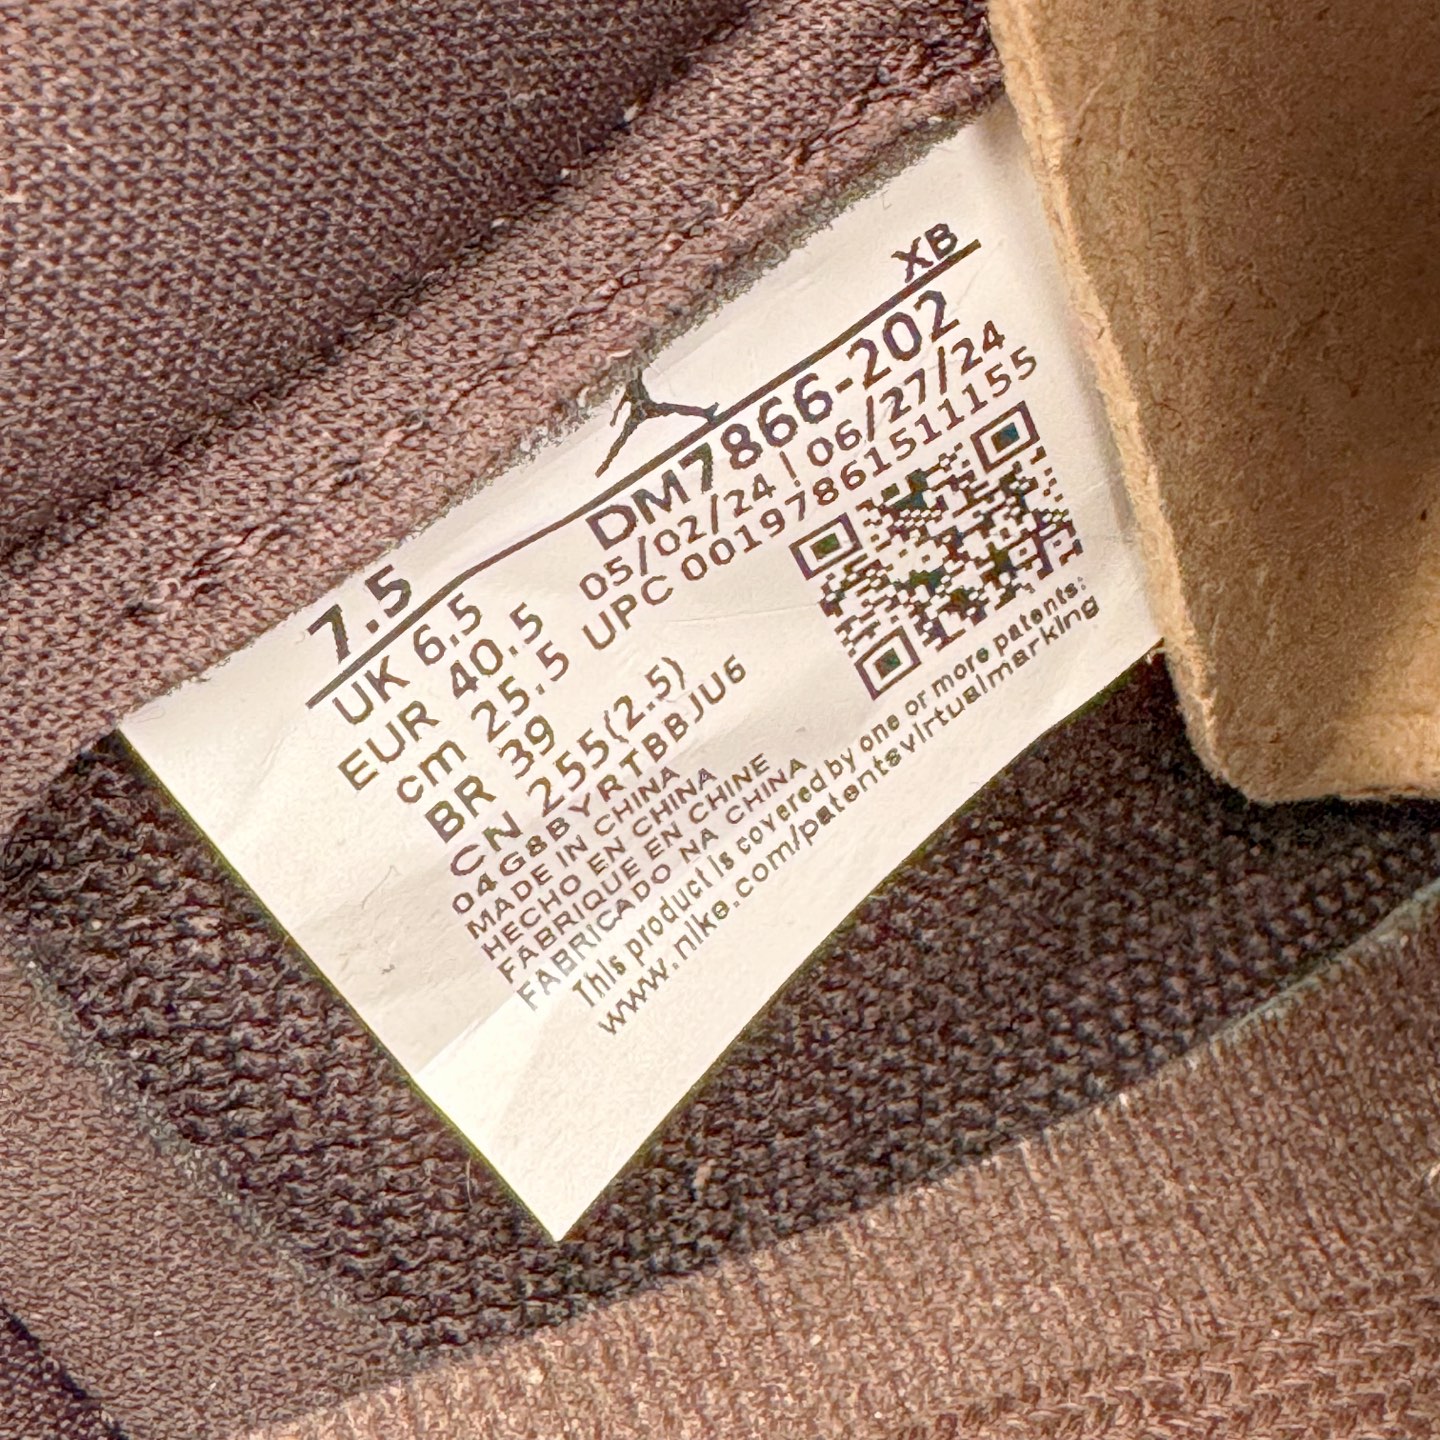 XB
7.5
UK 6.5
EUR 40.5
cm 25.5
BR 39
CN 255(2.5)
DM7866-202
05/02/24 | 06/27/24
UPC 00197861511155
04G8BYRTBBJU6
MADE IN CHINA
HECHO EN CHINA
FABRIQUE EN CHINE
FABRICADO NA CHINA
This product is covered by one or more patents:
www.nike.com/patentsvirtualmarking